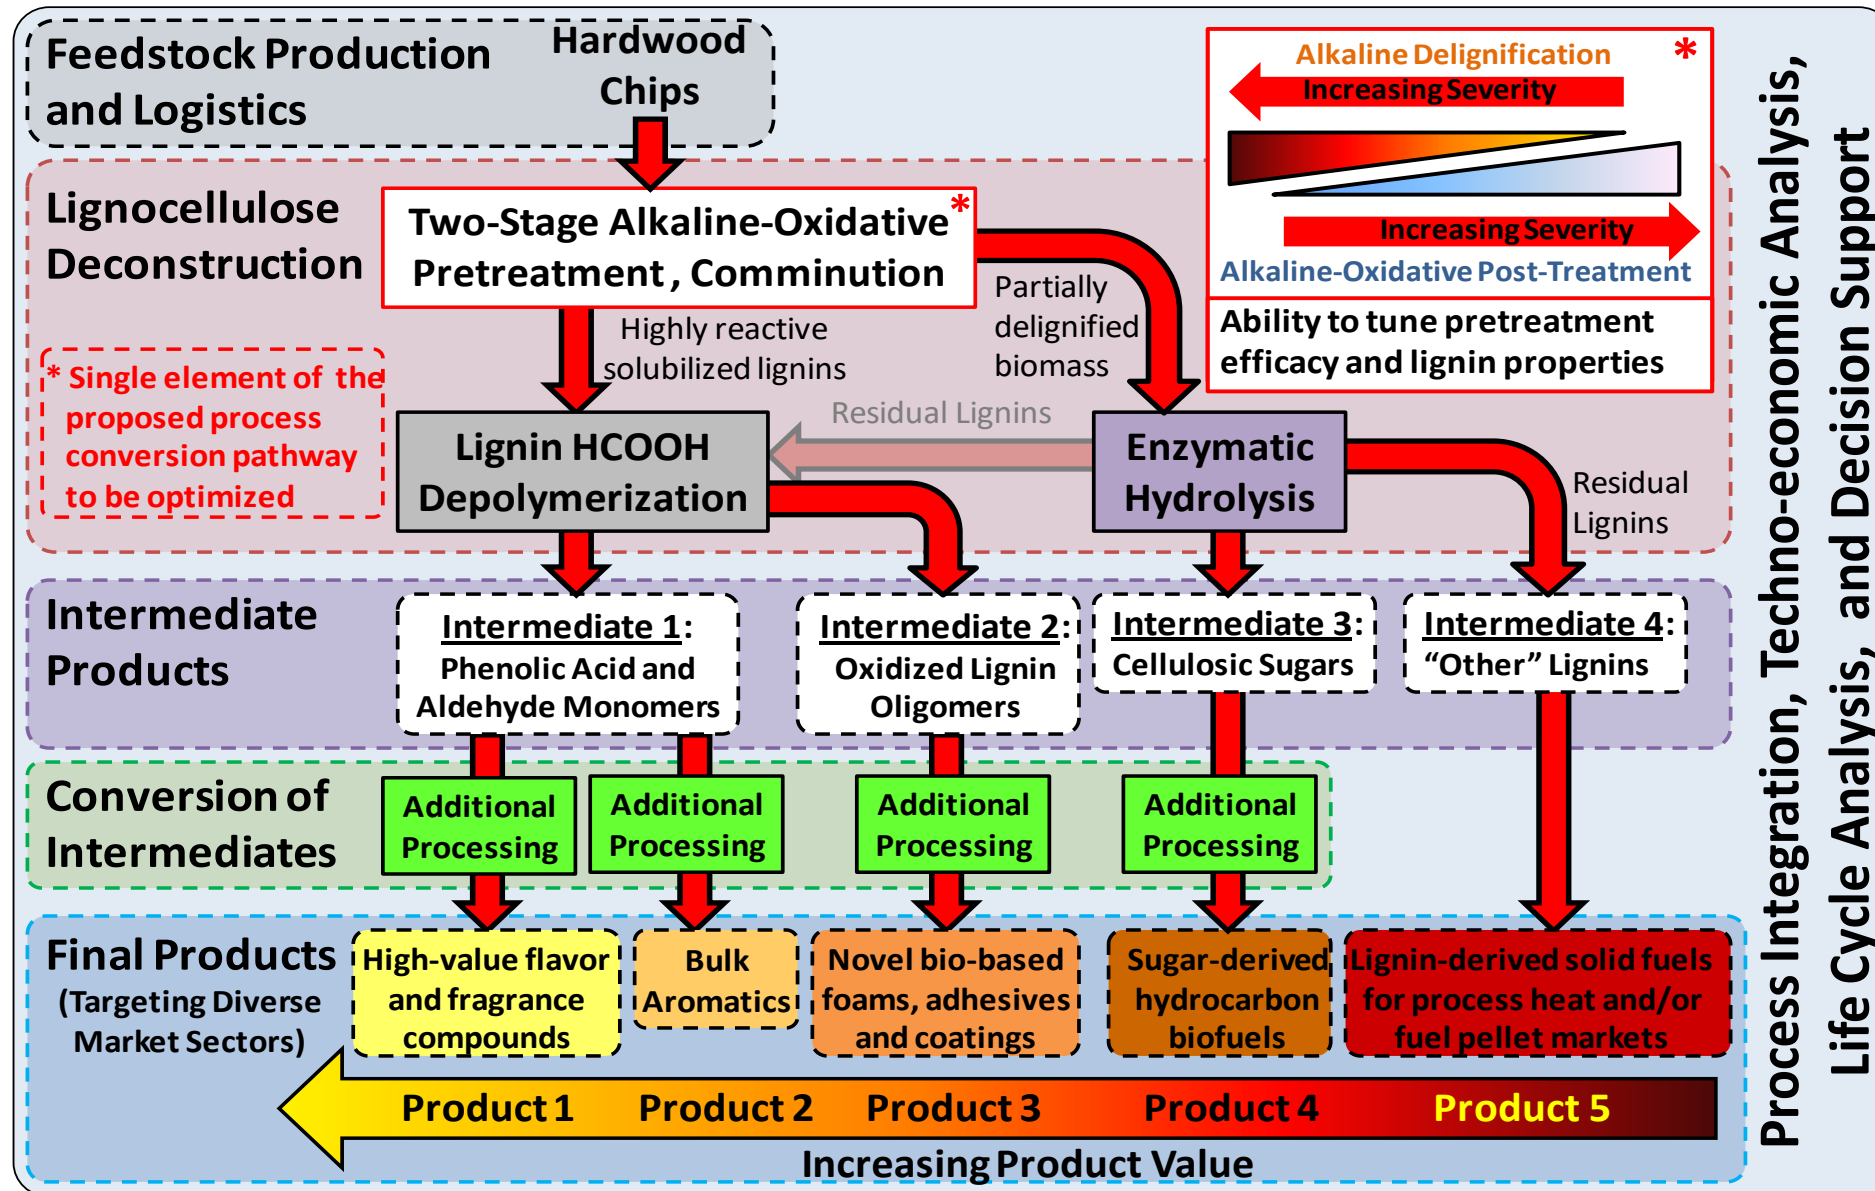 Feedstock Production
and Logistics
Hardwood
Chips
Alkaline Delignification
*
Increasing Severity
Increasing Severity
Alkaline-Oxidative Post-Treatment
Ability to tune pretreatment
efficacy and lignin properties
Lignocellulose
Deconstruction
Two-Stage Alkaline-Oxidative*
Pretreatment, Comminution
Highly reactive
solubilized lignins
Partially
delignified
biomass
* Single element of the
proposed process
conversion pathway
to be optimized
Lignin HCOOH
Depolymerization
Residual Lignins
Enzymatic
Hydrolysis
Residual
Lignins
Intermediate
Products
Intermediate 1:
Phenolic Acid and
Aldehyde Monomers
Intermediate 2:
Oxidized Lignin
Oligomers
Intermediate 3:
Cellulosic Sugars
Intermediate 4:
“Other” Lignins
Conversion of
Intermediates
Additional
Processing
Additional
Processing
Additional
Processing
Additional
Processing
Final Products
(Targeting Diverse
Market Sectors)
High-value flavor
and fragrance
compounds
Bulk
Aromatics
Novel bio-based
foams, adhesives
and coatings
Sugar-derived
hydrocarbon
biofuels
Lignin-derived solid fuels
for process heat and/or
fuel pellet markets
Product 1
Product 2
Product 3
Product 4
Product 5
Increasing Product Value
Process Integration, Techno-economic Analysis,
Life Cycle Analysis, and Decision Support